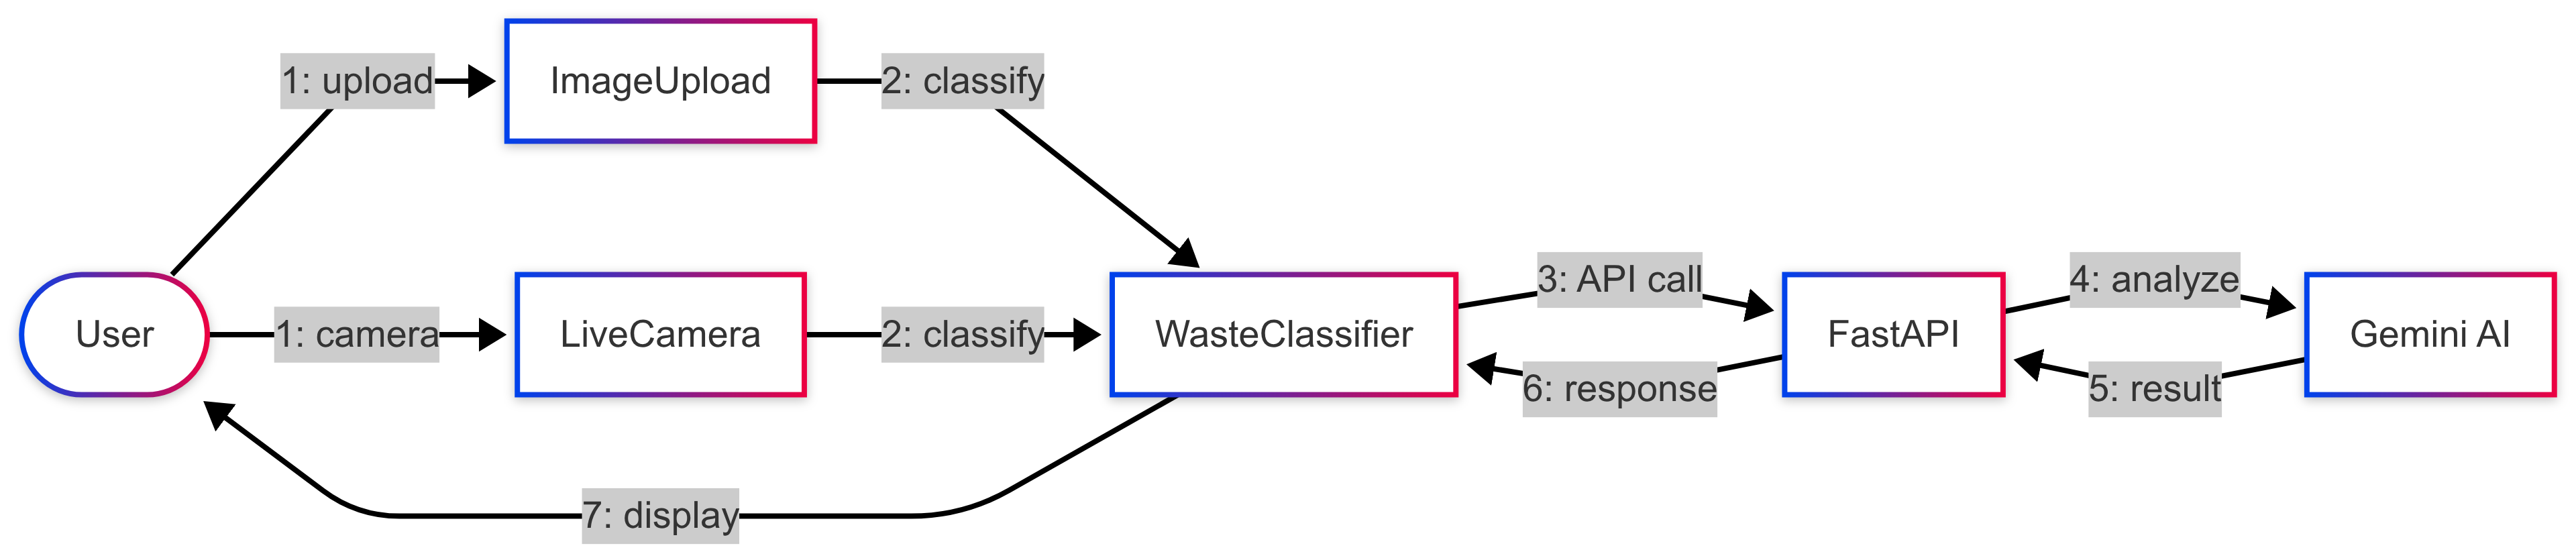 1: upload
ImageUpload
2: classify
User
1: camera
LiveCamera
2: classify
WasteClassifier
3: API call
6: response
FastAPI
4: analyze
5: result
Gemini AI
7: display